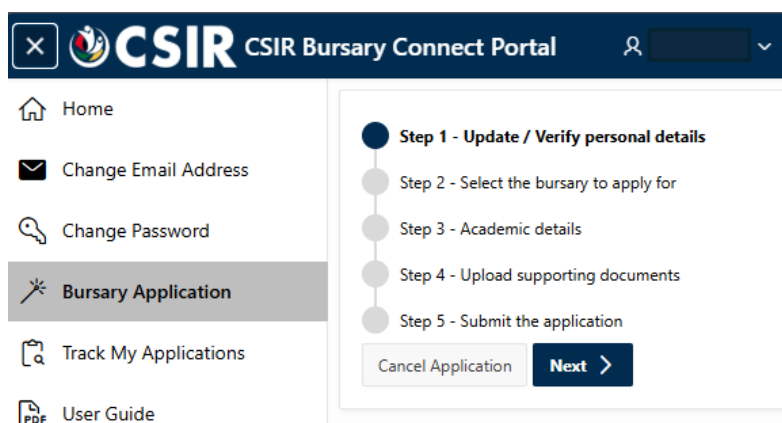 CSIR CSIR Bursary Connect Portal
Home
Change Email Address
Change Password
Bursary Application
Track My Applications
PDF User Guide
Step 1 - Update / Verify personal details
Step 2 - Select the bursary to apply for
Step 3 - Academic details
Step 4 - Upload supporting documents
Step 5 - Submit the application
Cancel Application Next